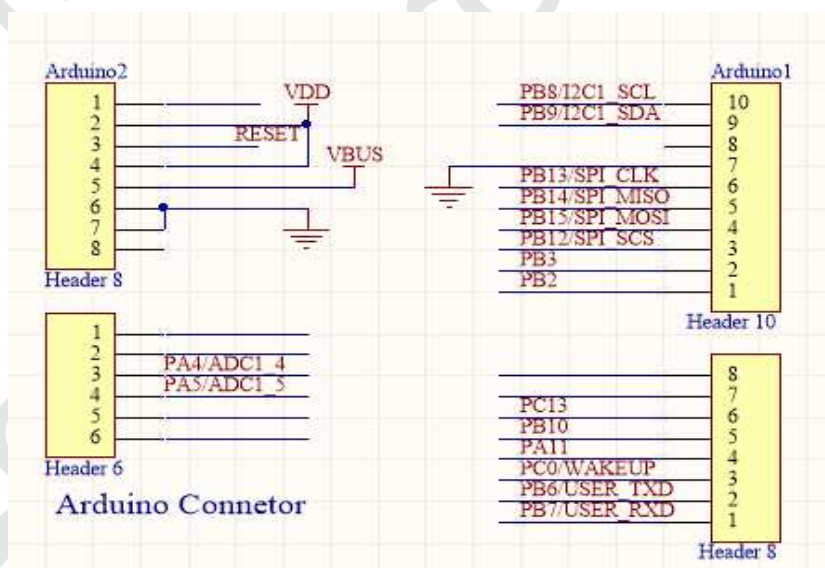 Arduino2
1
2
3
4
5
6
7
8
VDD
RESET
VBUS
Header 8
1
2
3
4
5
6
PA4/ADC1_4
PA5/ADC1_5
Header 6
Arduino Connetor
Arduino1
PB8/I2C1_SCL
10
PB9/I2C1_SDA
9
8
7
PB13/SPI_CLK
6
PB14/SPI_MISO
5
PB15/SPI_MOSI
4
PB12/SPI_SCS
3
PB3
2
PB2
1
Header 10
8
7
PC13
6
PB10
5
PA11
4
PC0/WAKEUP
3
PB6/USER_TXD
2
PB7/USER_RXD
1
Header 8